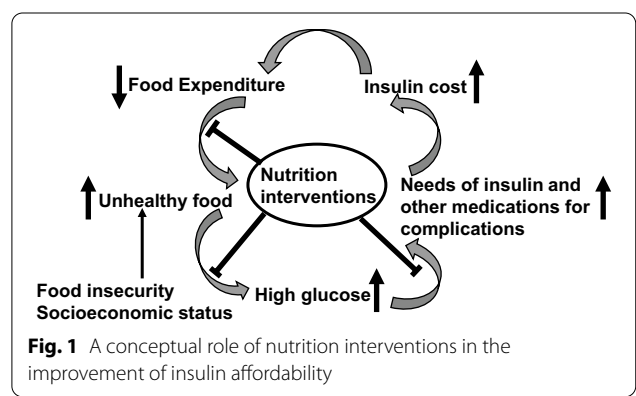 Food Expenditure
Insulin cost
Nutrition
interventions
Unhealthy food
Needs of insulin and
other medications for
complications
Food insecurity
Socioeconomic status
High glucose
Fig. 1 A conceptual role of nutrition interventions in the
improvement of insulin affordability